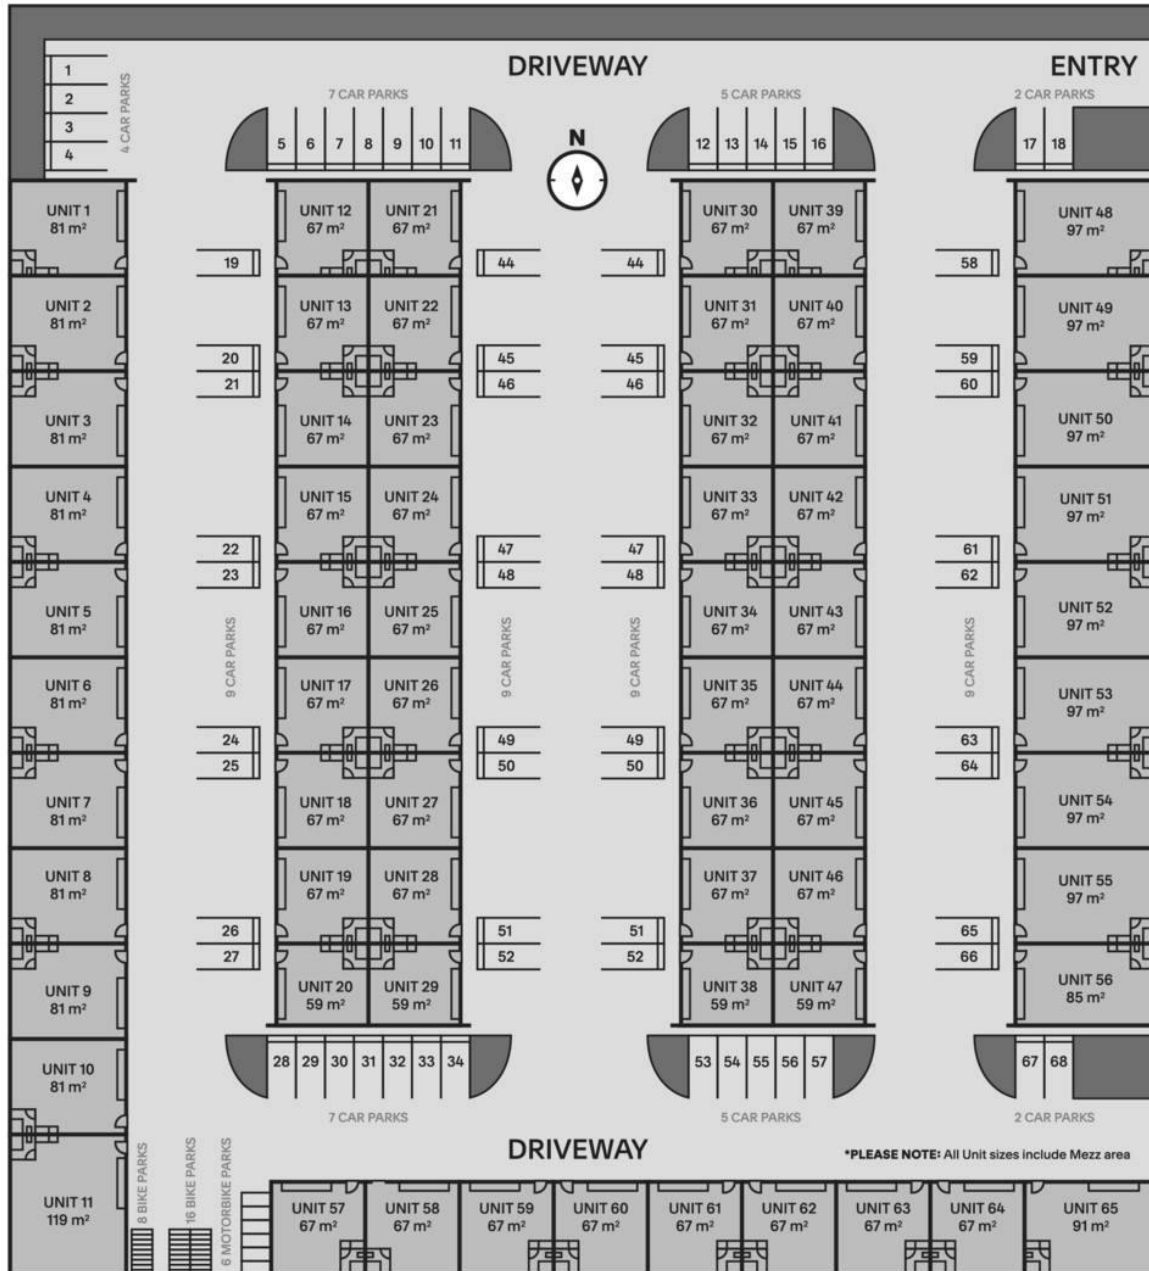 DRIVEWAY
ENTRY
7 CAR PARKS
5 CAR PARKS
2 CAR PARKS
1
2
3
4
4 CAR PARKS
5 6 7 8 9 10 11
N
12 13 14 15 16
17 18
UNIT 1
81 m²
UNIT 12
67 m²
UNIT 21
67 m²
UNIT 30
67 m²
UNIT 39
67 m²
UNIT 48
97 m²
19
44
44
58
UNIT 2
81 m²
UNIT 13
67 m²
UNIT 22
67 m²
UNIT 31
67 m²
UNIT 40
67 m²
UNIT 49
97 m²
20
45
45
59
21
46
46
60
UNIT 3
81 m²
UNIT 14
67 m²
UNIT 23
67 m²
UNIT 32
67 m²
UNIT 41
67 m²
UNIT 50
97 m²
UNIT 4
81 m²
UNIT 15
67 m²
UNIT 24
67 m²
UNIT 33
67 m²
UNIT 42
67 m²
UNIT 51
97 m²
22
47
47
61
23
48
48
62
UNIT 5
81 m²
UNIT 16
67 m²
UNIT 25
67 m²
UNIT 34
67 m²
UNIT 43
67 m²
UNIT 52
97 m²
9 CAR PARKS
9 CAR PARKS
9 CAR PARKS
9 CAR PARKS
UNIT 6
81 m²
UNIT 17
67 m²
UNIT 26
67 m²
UNIT 35
67 m²
UNIT 44
67 m²
UNIT 53
97 m²
24
49
49
63
25
50
50
64
UNIT 7
81 m²
UNIT 18
67 m²
UNIT 27
67 m²
UNIT 36
67 m²
UNIT 45
67 m²
UNIT 54
97 m²
UNIT 8
81 m²
UNIT 19
67 m²
UNIT 28
67 m²
UNIT 37
67 m²
UNIT 46
67 m²
UNIT 55
97 m²
26
51
51
65
27
52
52
66
UNIT 9
81 m²
UNIT 20
59 m²
UNIT 29
59 m²
UNIT 38
59 m²
UNIT 47
59 m²
UNIT 56
85 m²
UNIT 10
81 m²
28 29 30 31 32 33 34
53 54 55 56 57
67 68
7 CAR PARKS
5 CAR PARKS
2 CAR PARKS
DRIVEWAY
*PLEASE NOTE: All Unit sizes include Mezz area
UNIT 11
119 m²
8 BIKE PARKS
16 BIKE PARKS
6 MOTORBIKE PARKS
UNIT 57
67 m²
UNIT 58
67 m²
UNIT 59
67 m²
UNIT 60
67 m²
UNIT 61
67 m²
UNIT 62
67 m²
UNIT 63
67 m²
UNIT 64
67 m²
UNIT 65
91 m²